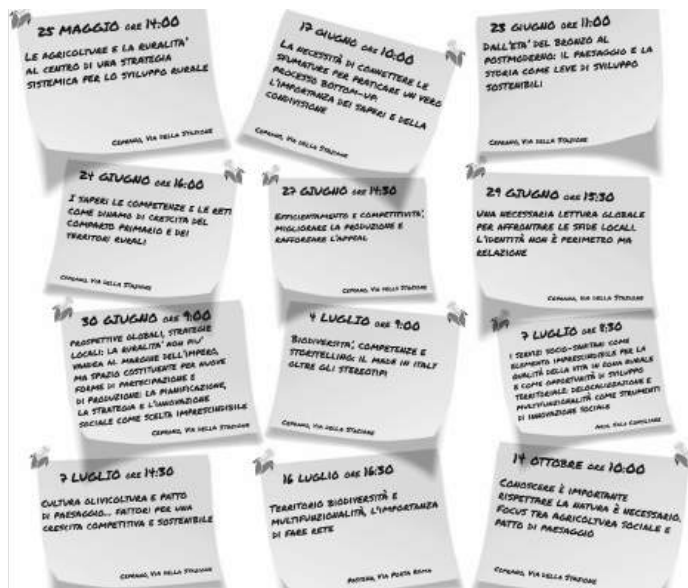 25 MAGGIO ORE 14:00
LE AGRICOLTURE E LA RURALITA'
AL CENTRO DI UNA STRATEGIA
SISTEMICA PER LO SVILUPPO RURALE
CEPRANO, VIA DELLA STAZIONE
17 GIUGNO ORE 10:00
LA NECESSITÀ DI CONNETTERE LE
SFUMATURE PER PRATICARE UN VERO
PROCESSO BOTTOM-UP:
L'IMPORTANZA DEI SAPERI E DELLA
CONDIVISIONE
CEPRANO, VIA DELLA STAZIONE
23 GIUGNO ORE 11:00
DALL'ETA' DEL BRONZO AL
POSTMODERNO: IL PAESAGGIO E LA
STORIA COME LEVE DI SVILUPPO
SOSTENIBILI
CEPRANO, VIA DELLA STAZIONE
24 GIUGNO ORE 16:00
I SAPERI LE COMPETENZE E LE RETI
COME DINAMO DI CRESCITA DEL
COMPARTO PRIMARIO E DEI
TERRITORI RURALI
CEPRANO, VIA DELLA STAZIONE
27 GIUGNO ORE 14:30
EFFICIENTAMENTO E COMPETITIVITA',
MIGLIORARE LA PRODUZIONE E
RAFFORZARE L'APPEAL
CEPRANO, VIA DELLA STAZIONE
29 GIUGNO ORE 15:30
UNA NECESSARIA LETTURA GLOBALE
PER AFFRONTARE LE SFIDE LOCALI.
L'IDENTITÀ NON È PERIMETRO MA
RELAZIONE
CEPRANO, VIA DELLA STAZIONE
30 GIUGNO ORE 9:00
PROSPETTIVE GLOBALI, STRATEGIE
LOCALI: LA RURALITA' NON PIU'
VANDEA AL MARGINE DELL'IMPERO,
MA SPAZIO COSTITUENTE PER NUOVE
FORME DI PARTECIPAZIONE E
DI PRODUZIONE: LA PIANIFICAZIONE,
LA STRATEGIA E L'INNOVAZIONE
SOCIALE COME SCELTA IMPRESCINDIBILE
CEPRANO, VIA DELLA STAZIONE
4 LUGLIO ORE 9:00
BIODIVERSITA', COMPETENZE E
STORYTELLING: IL MADE IN ITALY
OLTRE GLI STEREOTIPI
CEPRANO, VIA DELLA STAZIONE
7 LUGLIO ORE 8:30
I SERVIZI SOCIO-SANITARI COME
ELEMENTO IMPRESCINDIBILE PER LA
QUALITÀ DELLA VITA IN ZONA RURALE
E COME OPPORTUNITÀ DI SVILUPPO
TERRITORIALE: DELOCALIZZAZIONE E
MULTIFUNZIONALITÀ COME STRUMENTI
DI INNOVAZIONE SOCIALE
SALA CONSILIARE
7 LUGLIO ORE 14:30
CULTURA OLIVICOLTURA E PATTO
DI PAESAGGIO... FATTORI PER UNA
CRESCITA COMPETITIVA E SOSTENIBILE
CEPRANO, VIA DELLA STAZIONE
16 LUGLIO ORE 16:30
TERRITORIO BIODIVERSITÀ E
MULTIFUNZIONALITÀ, L'IMPORTANZA
DI FARE RETE
PASTENA, VIA PORTA ROMA
14 OTTOBRE ORE 10:00
CONOSCERE È IMPORTANTE
RISPETTARE LA NATURA È NECESSARIO.
FOCUS TRA AGRICOLTURA SOCIALE E
PATTO DI PAESAGGIO
CEPRANO, VIA DELLA STAZIONE